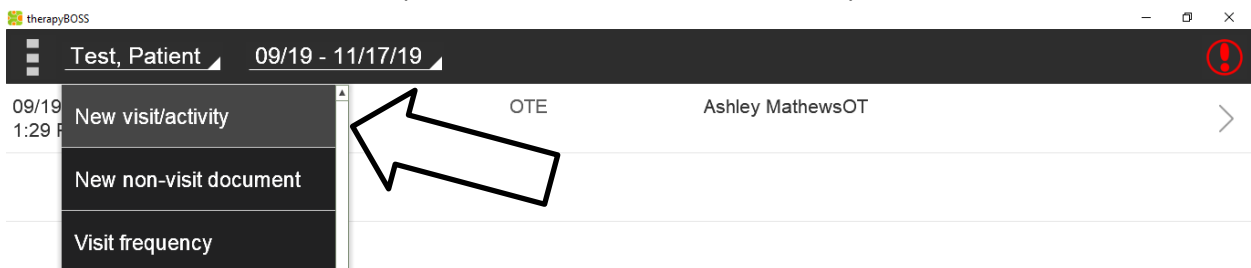 therapyBOSS
Test, Patient 09/19 - 11/17/19
09/19 OTE Ashley MathewsOT
1:29
New visit/activity
New non-visit document
Visit frequency